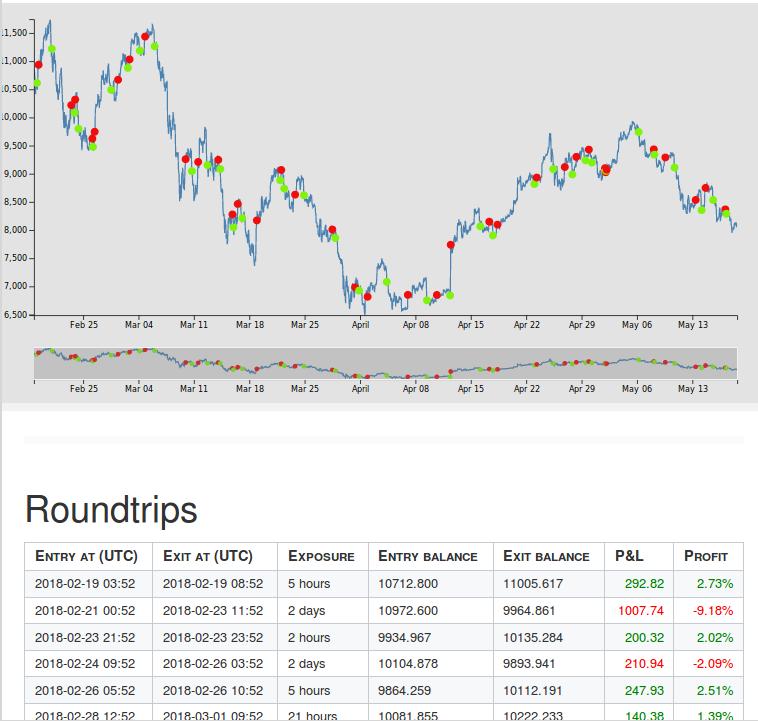 11,500
11,000
10,500
10,000
9,500
9,000
8,500
8,000
7,500
7,000
6,500
Feb 25 Mar 04 Mar 11 Mar 18 Mar 25 April Apr 08 Apr 15 Apr 22 Apr 29 May 06 May 13
Feb 25 Mar 04 Mar 11 Mar 18 Mar 25 April Apr 08 Apr 15 Apr 22 Apr 29 May 06 May 13
Roundtrips
ENTRY AT (UTC) EXIT AT (UTC) EXPOSURE ENTRY BALANCE EXIT BALANCE P&L PROFIT
2018-02-19 03:52 2018-02-19 08:52 5 hours 10712.800 11005.617 292.82 2.73%
2018-02-21 00:52 2018-02-23 11:52 2 days 10972.600 9964.861 1007.74 -9.18%
2018-02-23 21:52 2018-02-23 23:52 2 hours 9934.967 10135.284 200.32 2.02%
2018-02-24 09:52 2018-02-26 03:52 2 days 10104.878 9893.941 210.94 -2.09%
2018-02-26 05:52 2018-02-26 10:52 5 hours 9864.259 10112.191 247.93 2.51%
2018-02-28 12:52 2018-03-01 09:52 21 hours 10081.855 10222.233 140.38 1.39%